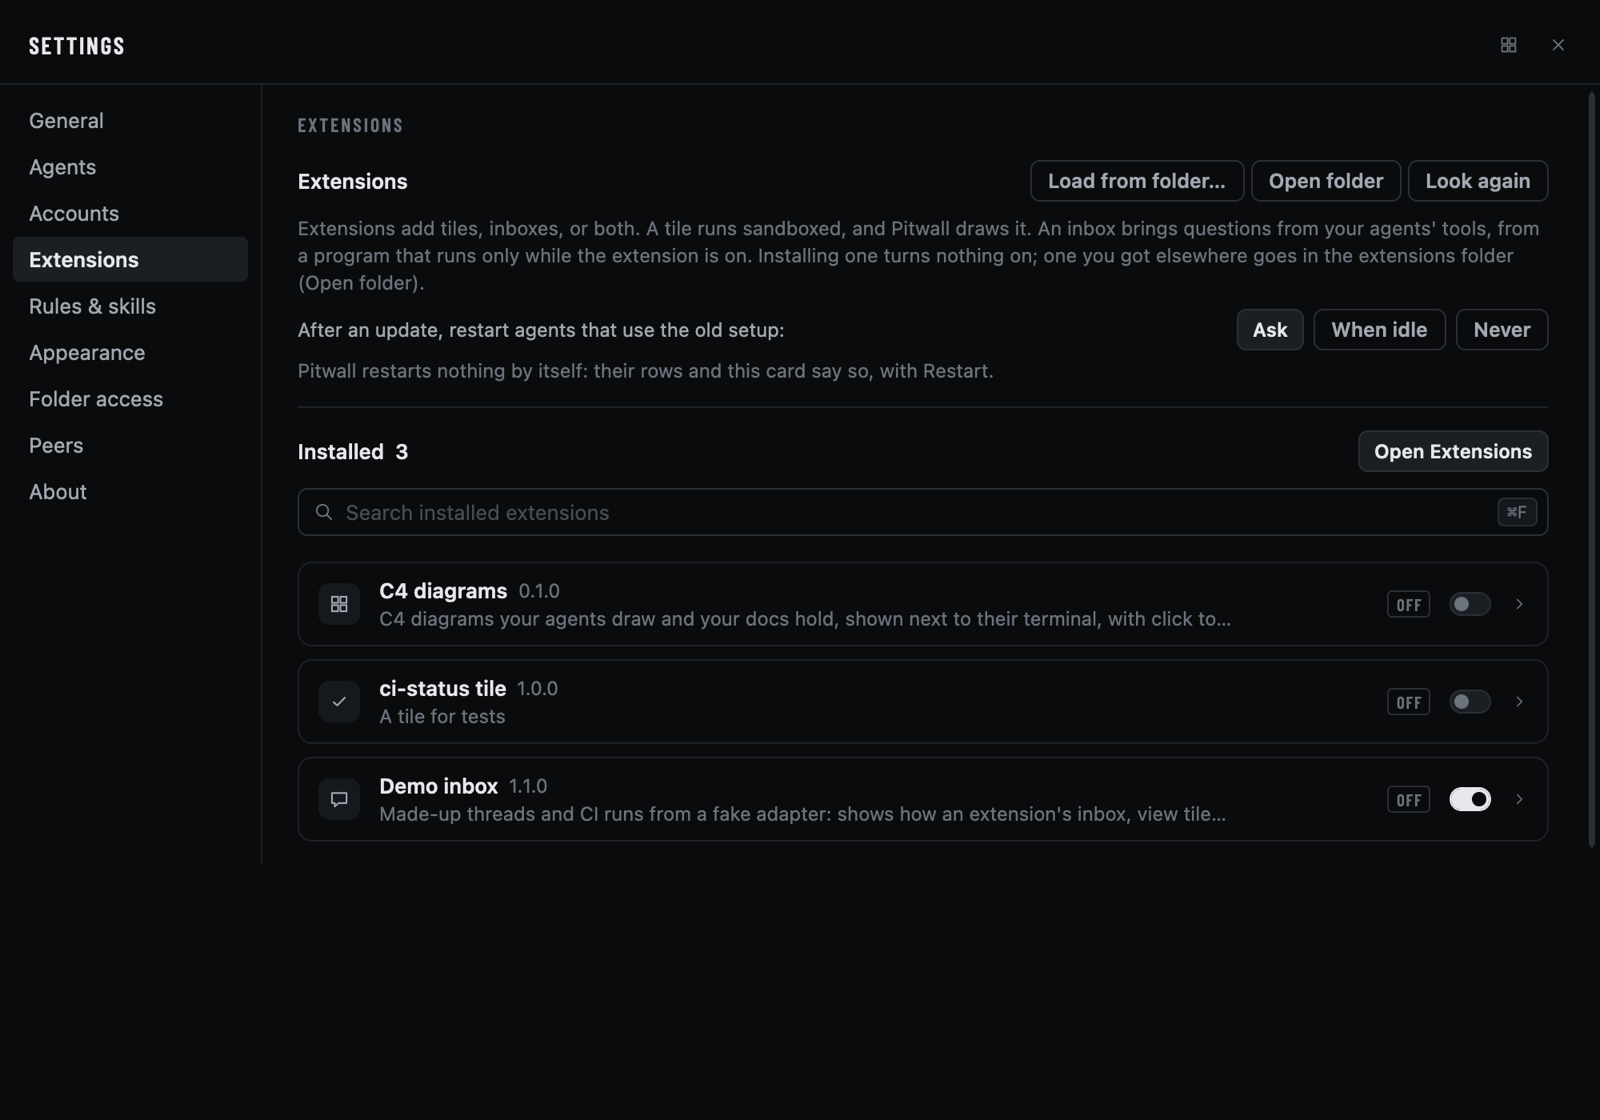 SETTINGS
General
Agents
Accounts
Extensions
Rules & skills
Appearance
Folder access
Peers
About
EXTENSIONS
Extensions
Load from folder...
Open folder
Look again
Extensions add tiles, inboxes, or both. A tile runs sandboxed, and Pitwall draws it. An inbox brings questions from your agents' tools, from
a program that runs only while the extension is on. Installing one turns nothing on; one you got elsewhere goes in the extensions folder
(Open folder).
After an update, restart agents that use the old setup:
Ask
When idle
Never
Pitwall restarts nothing by itself: their rows and this card say so, with Restart.
Installed 3
Open Extensions
Search installed extensions
⌘F
C4 diagrams 0.1.0
C4 diagrams your agents draw and your docs hold, shown next to their terminal, with click to...
OFF
ci-status tile 1.0.0
A tile for tests
OFF
Demo inbox 1.1.0
Made-up threads and CI runs from a fake adapter: shows how an extension's inbox, view tile...
OFF